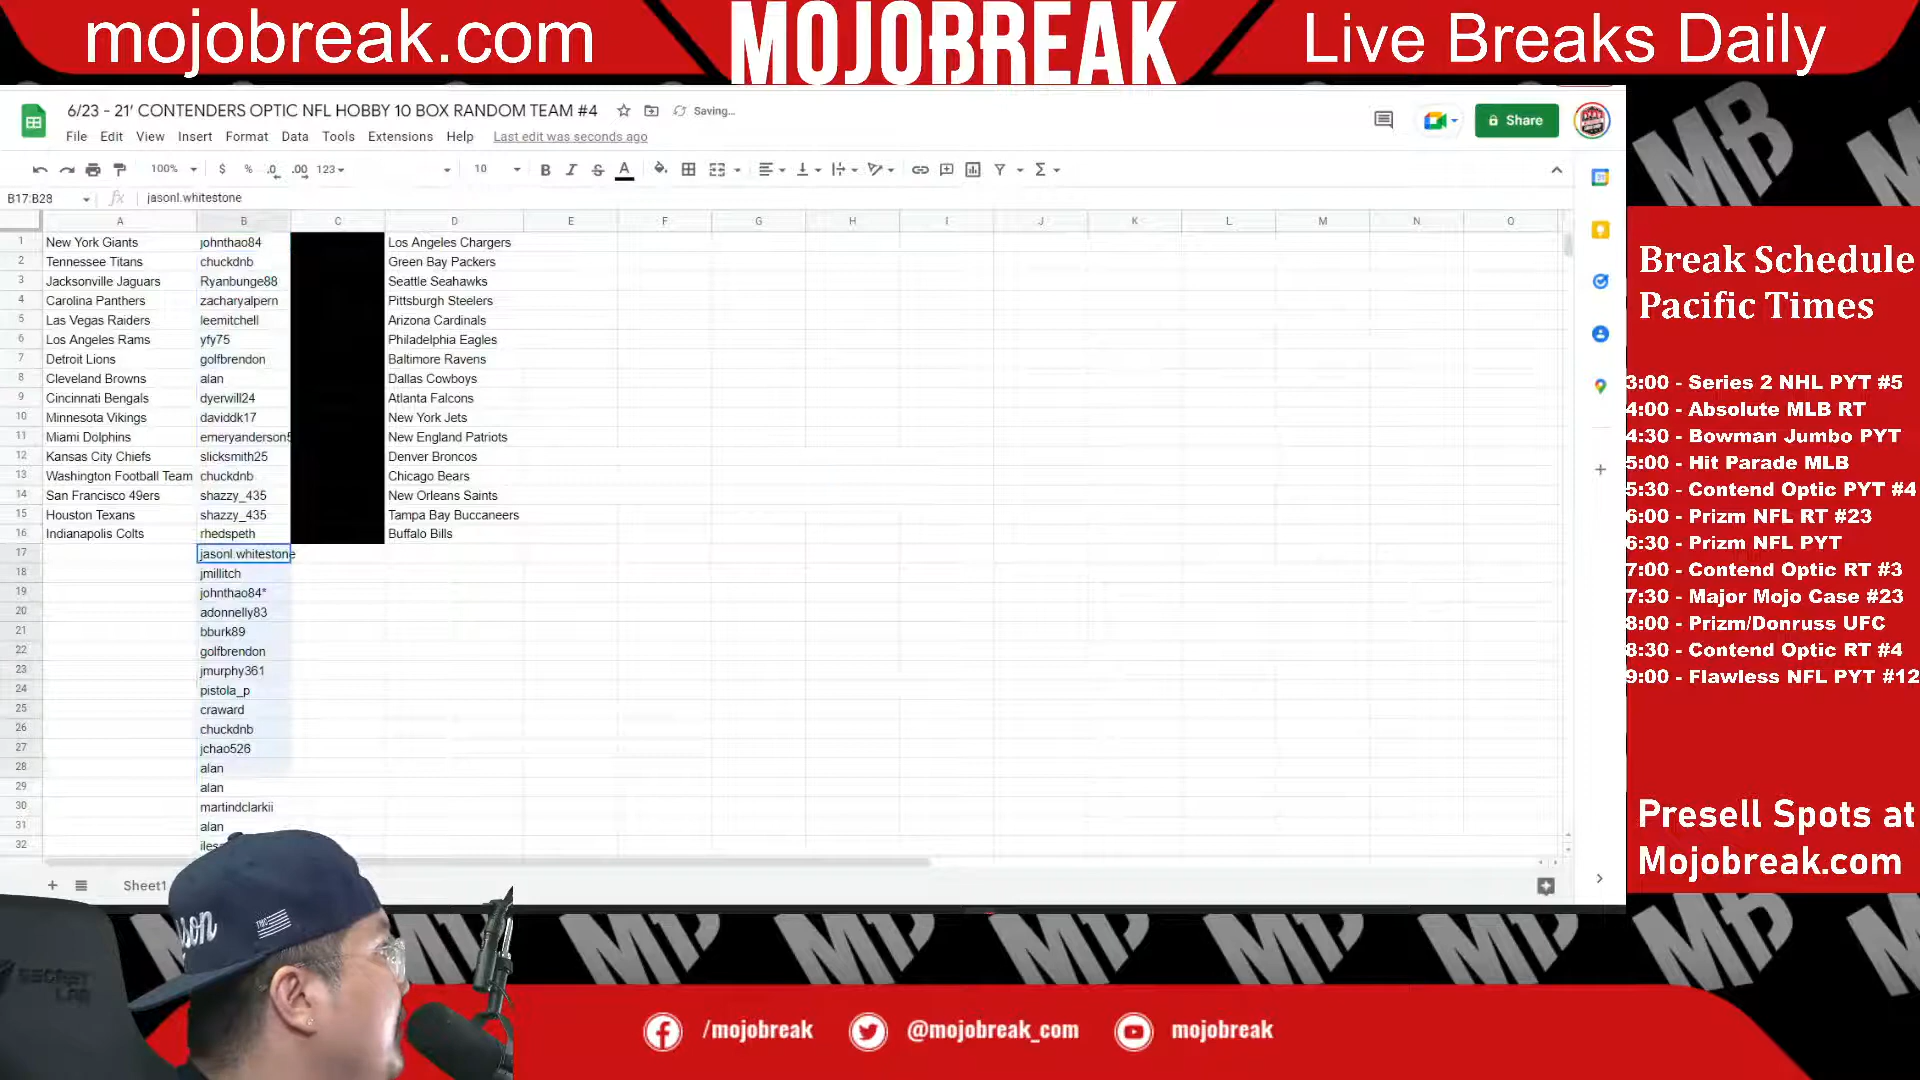 mojobreak.com
MOJOBREAK
Live Breaks Daily
6/23 - 21' CONTENDERS OPTIC NFL HOBBY 10 BOX RANDOM TEAM #4
Saving...
File Edit View Insert Format Data Tools Extensions Help Last edit was seconds ago
Share
100% $ % .0 .00 123 10 B I S A
B17:B28 fx jasonl.whitestone
A B C D E F G H I J K L M N O
1 New York Giants johnthao84 Los Angeles Chargers
2 Tennessee Titans chuckdnb Green Bay Packers
3 Jacksonville Jaguars Ryanbunge88 Seattle Seahawks
4 Carolina Panthers zacharyalpern Pittsburgh Steelers
5 Las Vegas Raiders leemitchell Arizona Cardinals
6 Los Angeles Rams yfy75 Philadelphia Eagles
7 Detroit Lions golfbrendon Baltimore Ravens
8 Cleveland Browns alan Dallas Cowboys
9 Cincinnati Bengals dyerwill24 Atlanta Falcons
10 Minnesota Vikings daviddk17 New York Jets
11 Miami Dolphins emeryanderson5 New England Patriots
12 Kansas City Chiefs slicksmith25 Denver Broncos
13 Washington Football Team chuckdnb Chicago Bears
14 San Francisco 49ers shazzy_435 New Orleans Saints
15 Houston Texans shazzy_435 Tampa Bay Buccaneers
16 Indianapolis Colts rhedspeth Buffalo Bills
17 jasonl.whitestone
18 jmillitch
19 johnthao84*
20 adonnelly83
21 bburk89
22 golfbrendon
23 jmurphy361
24 pistola_p
25 craward
26 chuckdnb
27 jchao526
28 alan
29 alan
30 martindclarkii
31 alan
32
Sheet1
Break Schedule
Pacific Times
3:00 - Series 2 NHL PYT #5
4:00 - Absolute MLB RT
4:30 - Bowman Jumbo PYT
5:00 - Hit Parade MLB
5:30 - Contend Optic PYT #4
6:00 - Prizm NFL RT #23
6:30 - Prizm NFL PYT
7:00 - Contend Optic RT #3
7:30 - Major Mojo Case #23
8:00 - Prizm/Donruss UFC
8:30 - Contend Optic RT #4
9:00 - Flawless NFL PYT #12
Presell Spots at
Mojobreak.com
SECRET
LAB
/mojobreak @mojobreak_com mojobreak